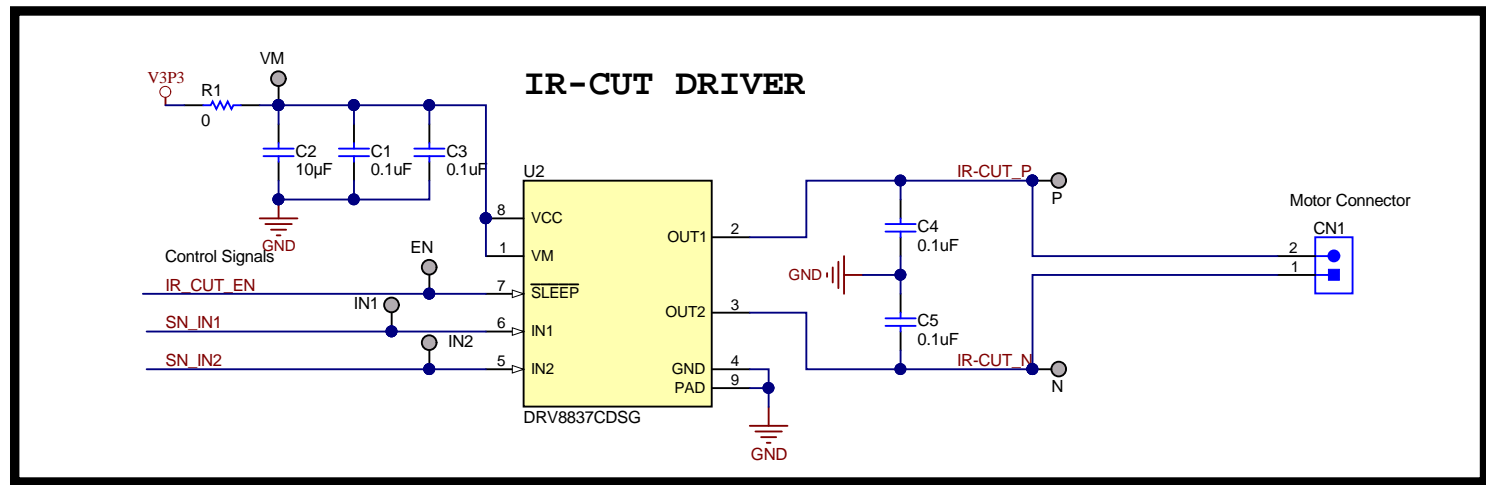 IR-CUT DRIVER
V3P3
R1
0
VM
C2
10µF
C1
0.1uF
C3
0.1uF
GND
Control Signals
IR_CUT_EN
EN
SN_IN1
IN1
SN_IN2
IN2
U2
8
VCC
1
VM
7
SLEEP
6
IN1
5
IN2
OUT1
2
OUT2
3
GND
4
PAD
9
DRV8837CDSG
GND
IR-CUT_P
P
C4
0.1uF
GND
C5
0.1uF
IR-CUT_N
N
Motor Connector
CN1
2
1